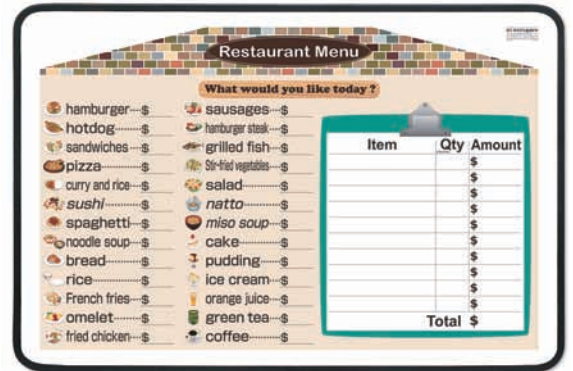 Restaurant Menu
What would you like today ?
hamburger $
hotdog $
sandwiches $
pizza $
curry and rice $
sushi $
spaghetti $
noodle soup $
bread $
rice $
French fries $
omelet $
fried chicken $
sausages $
hamburger steak $
grilled fish $
Stir-fried vegetables $
salad $
natto $
miso soup $
cake $
pudding $
ice cream $
orange juice $
green tea $
coffee $
Item Qty Amount
$
$
$
$
$
$
$
$
$
$
Total $